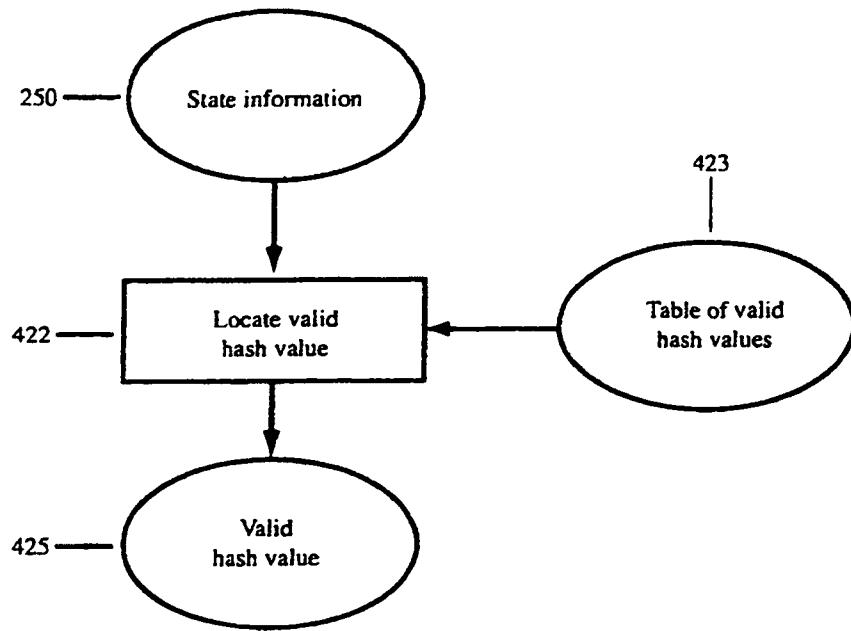 250
State information
423
422
Locate valid
hash value
Table of valid
hash values
425
Valid
hash value